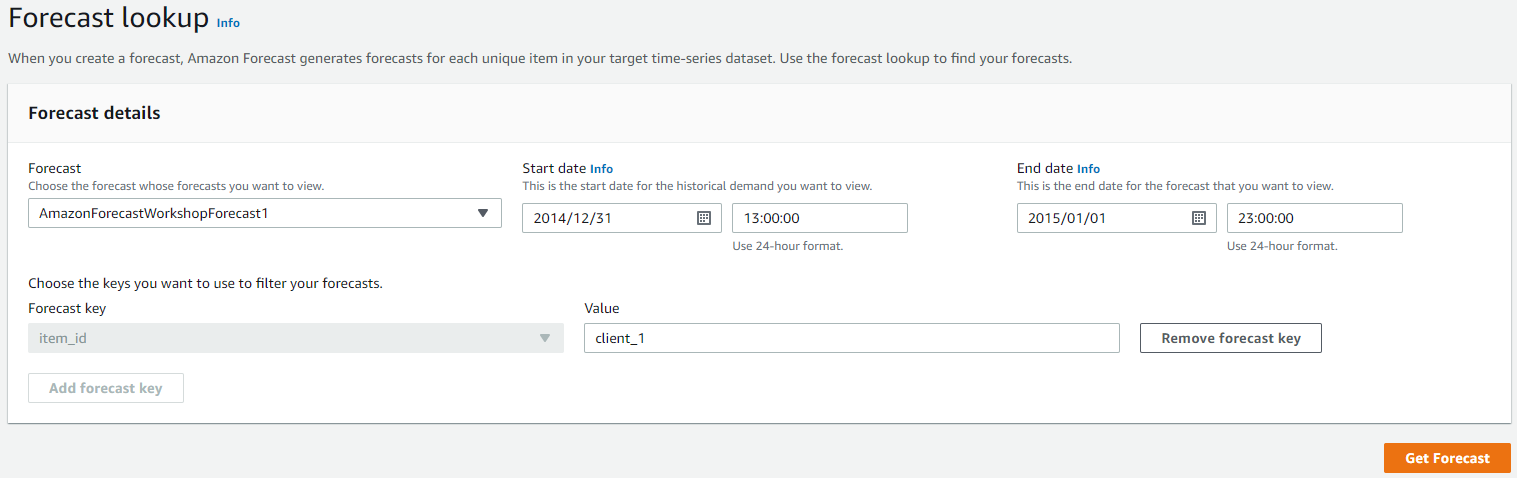 Forecast lookup Info
When you create a forecast, Amazon Forecast generates forecasts for each unique item in your target time-series dataset. Use the forecast lookup to find your forecasts.
Forecast details
Forecast
Choose the forecast whose forecasts you want to view.
AmazonForecastWorkshopForecast1
Start date Info
This is the start date for the historical demand you want to view.
2014/12/31
13:00:00
Use 24-hour format.
End date Info
This is the end date for the forecast that you want to view.
2015/01/01
23:00:00
Use 24-hour format.
Choose the keys you want to use to filter your forecasts.
Forecast key
item_id
Value
client_1
Remove forecast key
Add forecast key
Get Forecast